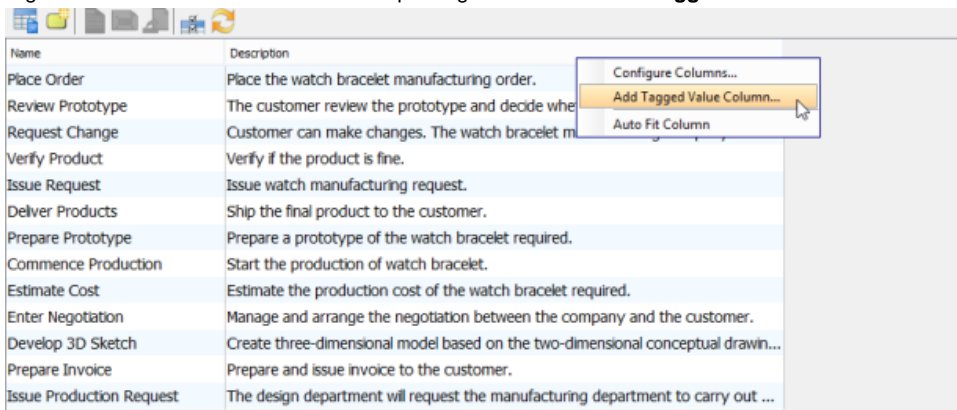 Name Description
Place Order Place the watch bracelet manufacturing order.
Configure Columns...
Review Prototype The customer review the prototype and decide
Add Tagged Value Column...
Request Change Customer can make changes. The watch bracelet
Auto Fit Column
Verify Product Verify if the product is fine.
Issue Request Issue watch manufacturing request.
Deliver Products Ship the final product to the customer.
Prepare Prototype Prepare a prototype of the watch bracelet required.
Commence Production Start the production of watch bracelet.
Estimate Cost Estimate the production cost of the watch bracelet required.
Enter Negotiation Manage and arrange the negotiation between the company and the customer.
Develop 3D Sketch Create three-dimensional model based on the two-dimensional conceptual drawin...
Prepare Invoice Prepare and issue invoice to the customer.
Issue Production Request The design department will request the manufacturing department to carry out ...